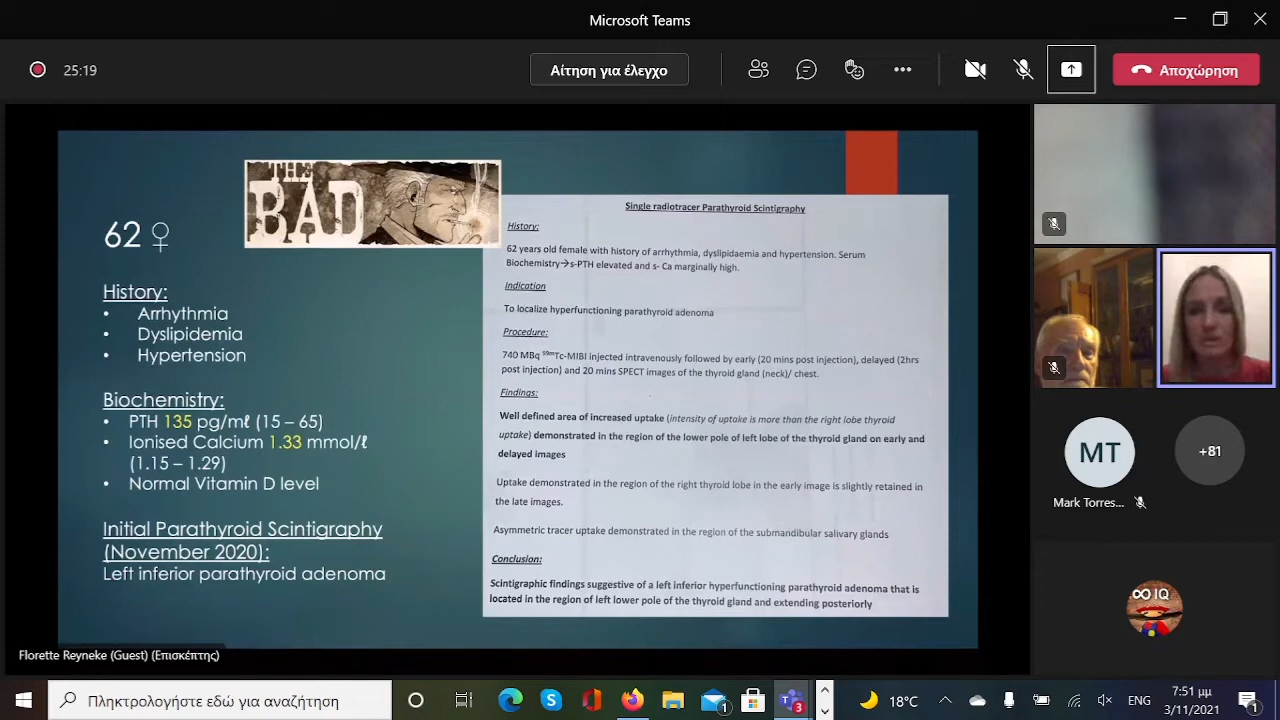 Microsoft Teams
25:19
Αίτηση για έλεγχο
Αποχώρηση
THE
BAD
62 ♀
History:
• Arrhythmia
• Dyslipidemia
• Hypertension
Biochemistry:
• PTH 135 pg/mℓ (15 – 65)
• Ionised Calcium 1.33 mmol/ℓ
(1.15 – 1.29)
• Normal Vitamin D level
Initial Parathyroid Scintigraphy
(November 2020):
Left inferior parathyroid adenoma
Single radiotracer Parathyroid Scintigraphy
History:
62 years old female with history of arrhythmia, dyslipidaemia and hypertension. Serum
Biochemistry→s-PTH elevated and s- Ca marginally high.
Indication
To localize hyperfunctioning parathyroid adenoma
Procedure:
740 MBq ⁹⁹ᵐTc-MIBI injected intravenously followed by early (20 mins post injection), delayed (2hrs
post injection) and 20 mins SPECT images of the thyroid gland (neck)/ chest.
Findings:
Well defined area of increased uptake (intensity of uptake is more than the right lobe thyroid
uptake) demonstrated in the region of the lower pole of left lobe of the thyroid gland on early and
delayed images
Uptake demonstrated in the region of the right thyroid lobe in the early image is slightly retained in
the late images.
Asymmetric tracer uptake demonstrated in the region of the submandibular salivary glands
Conclusion:
Scintigraphic findings suggestive of a left inferior hyperfunctioning parathyroid adenoma that is
located in the region of left lower pole of the thyroid gland and extending posteriorly
MT
+81
Mark Torres...
∞ IQ
Florette Reyneke (Guest) (Επισκέπτης)
Πληκτρολογήστε εδώ για αναζήτηση
1
3
18°C
ENG
7:51 μμ
3/11/2021
1